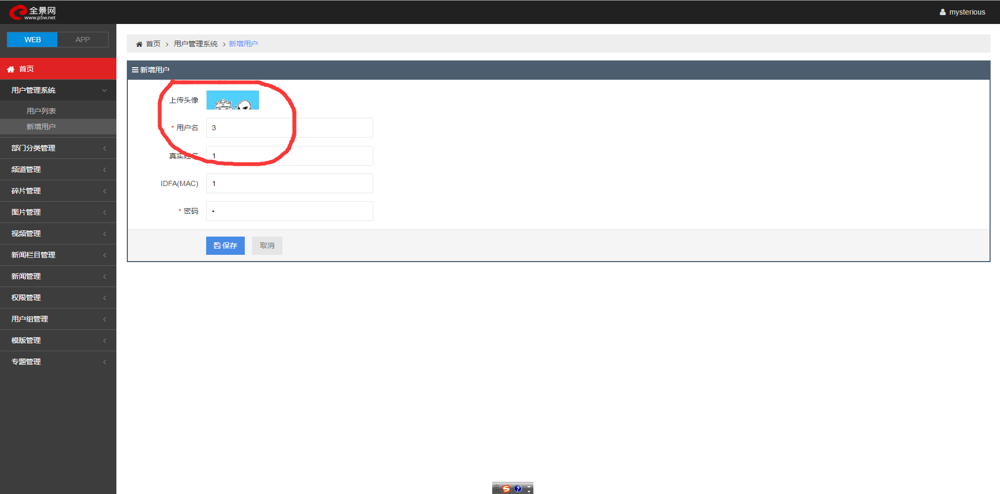 全景网
www.p5w.net
mysterious
WEB
APP
首页
用户管理系统
用户列表
新增用户
部门分类管理
频道管理
碎片管理
图片管理
视频管理
新闻栏目管理
新闻管理
权限管理
用户组管理
模版管理
专题管理
首页 > 用户管理系统 > 新增用户
新增用户
上传头像
* 用户名 3
真实姓名 1
IDFA(MAC) 1
* 密码 •
保存
取消